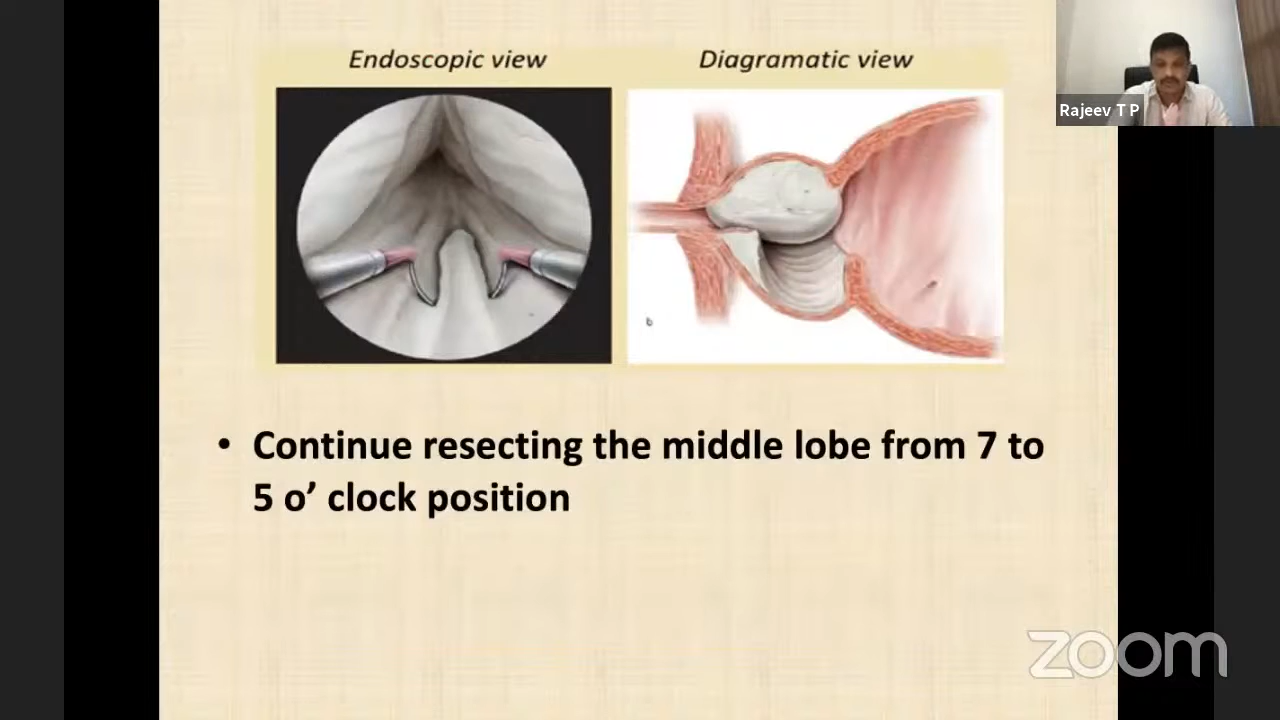 Endoscopic view
Diagramatic view
Rajeev T P
• Continue resecting the middle lobe from 7 to
5 o’ clock position
zoom